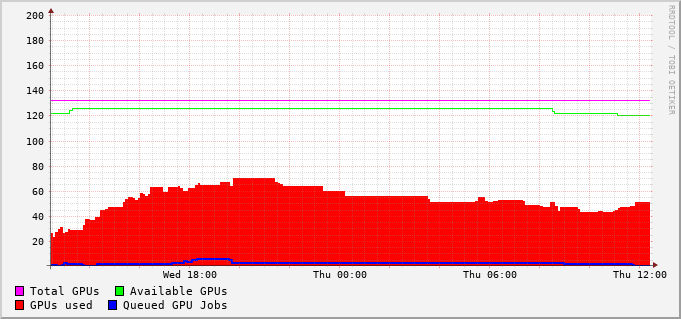 200
180
160
140
120
100
80
60
40
20
Wed 18:00 Thu 00:00 Thu 06:00 Thu 12:00
Total GPUs Available GPUs
GPUs used Queued GPU Jobs
RRDTOOL / TOBI OETIKER